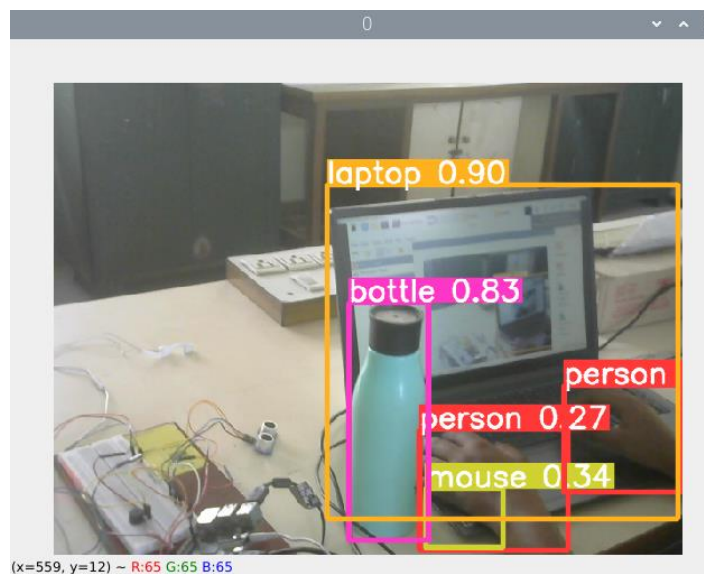 0
laptop 0.90
bottle 0.83
person
person 0.27
mouse 0.34
(x=559, y=12) ~ R:65 G:65 B:65